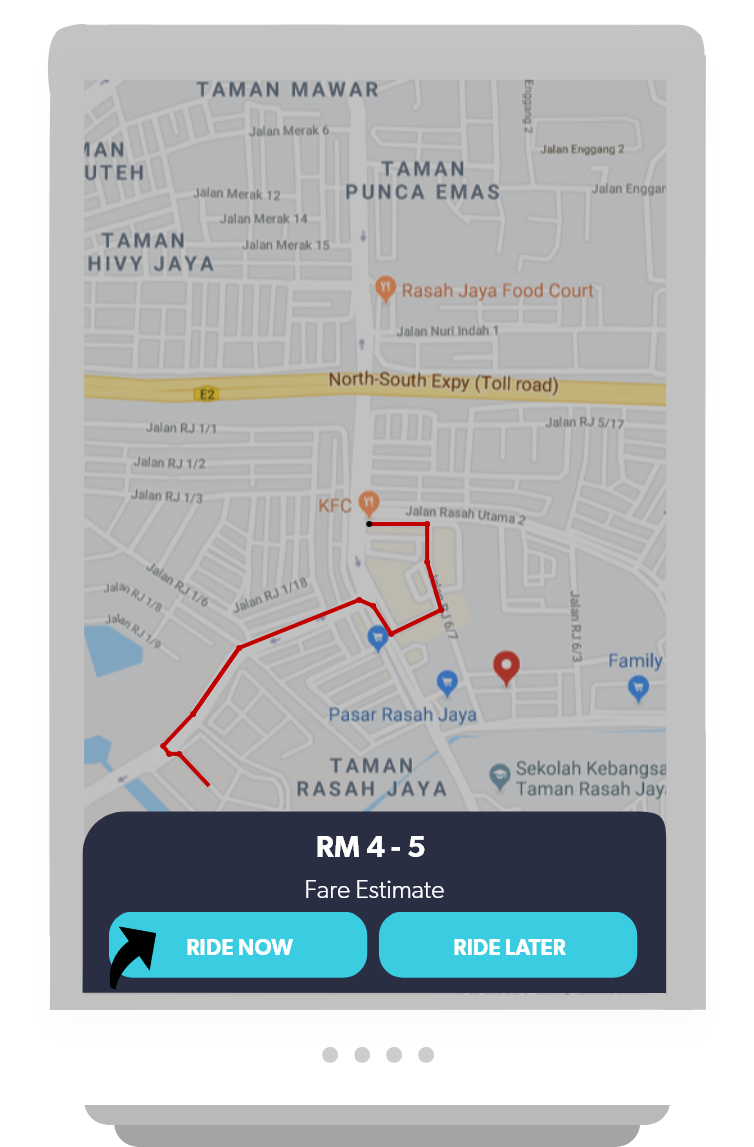 TAMAN MAWAR
Enggang 2
Jalan Merak 6
MAN
UTEH
Jalan Enggang 2
TAMAN
PUNCA EMAS
Jalan Enggan
Jalan Merak 12
Jalan Merak 14
TAMAN
HIVY JAYA
Jalan Merak 15
Rasah Jaya Food Court
Jalan Nuri Indah 1
North-South Expy (Toll road)
E2
Jalan RJ 1/1
Jalan RJ 5/17
Jalan RJ 1/2
Jalan RJ 1/3
KFC
Jalan Rasah Utama 2
Jalan RJ 1/6
Jalan RJ 1/8
Jalan RJ 1/18
Jalan RJ 1/9
RJ 6/7
Jalan RJ 6/3
Family
Pasar Rasah Jaya
TAMAN
RASAH JAYA
Sekolah Kebangsa
Taman Rasah Jay
RM 4 - 5
Fare Estimate
RIDE NOW
RIDE LATER